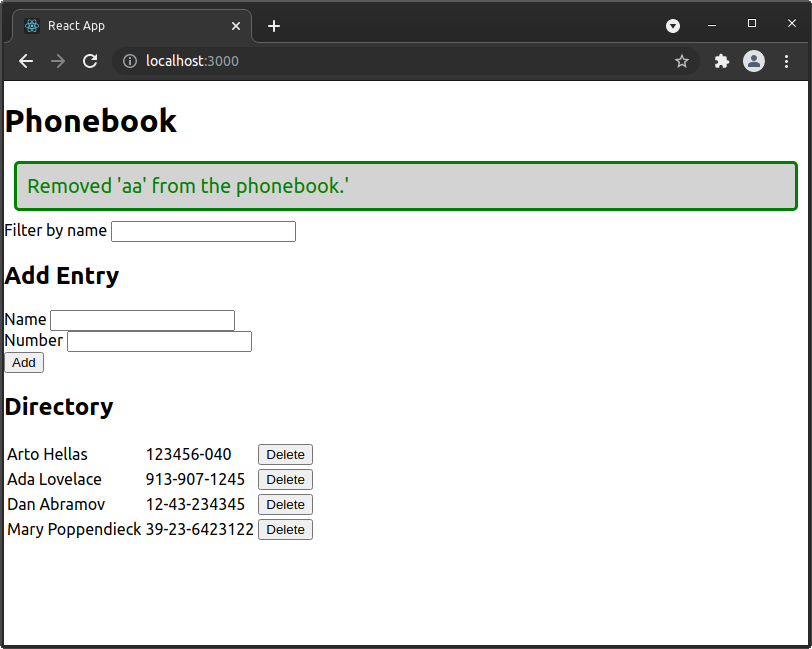 React App
localhost:3000
Phonebook
Removed 'aa' from the phonebook.'
Filter by name
Add Entry
Name
Number
Add
Directory
Arto Hellas 123456-040 Delete
Ada Lovelace 913-907-1245 Delete
Dan Abramov 12-43-234345 Delete
Mary Poppendieck 39-23-6423122 Delete